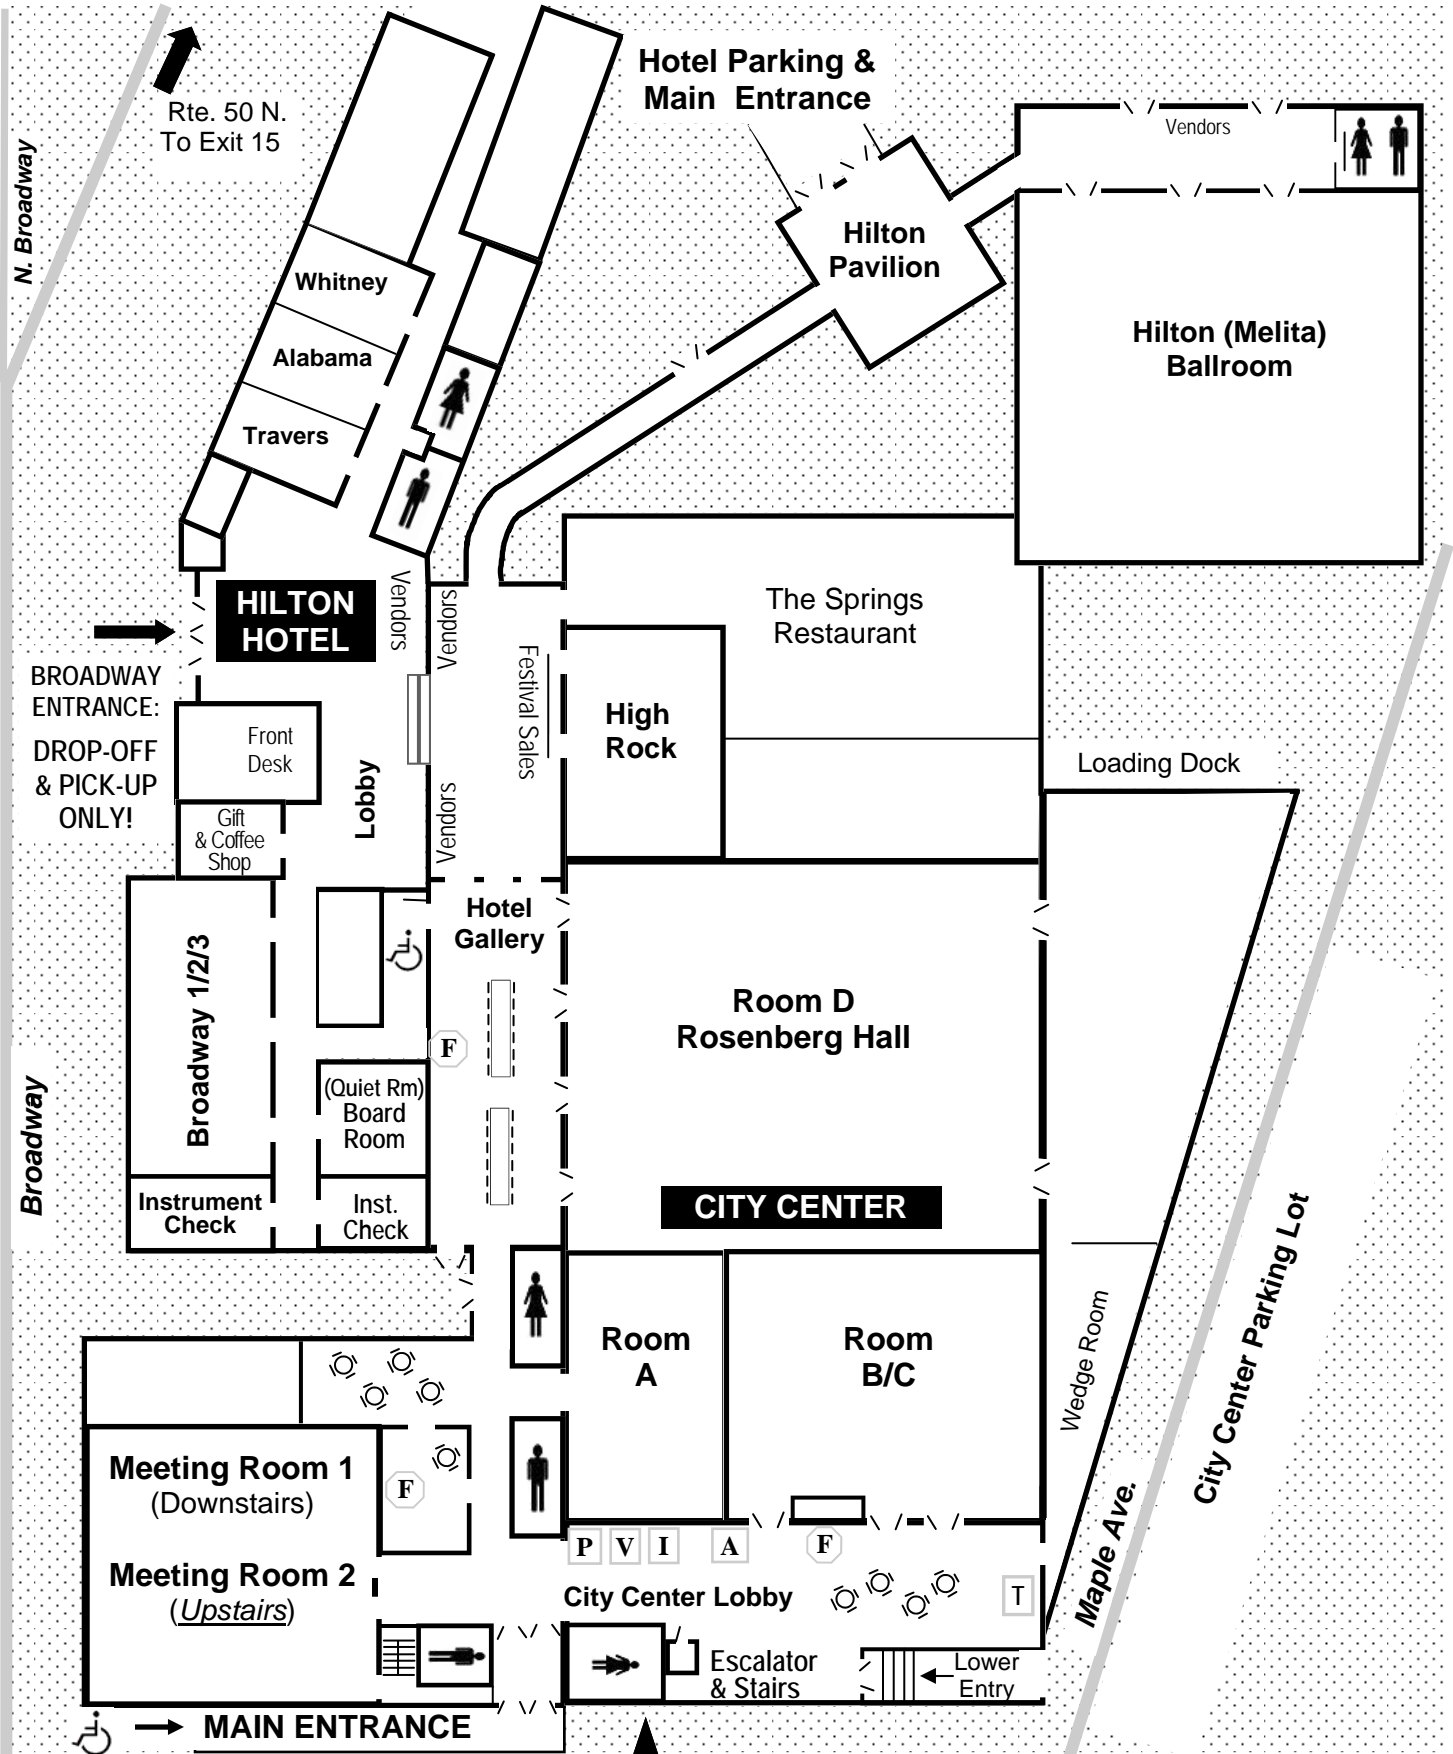 Hotel Parking &
Main Entrance
Rte. 50 N.
To Exit 15
N. Broadway
Vendors
Hilton
Pavilion
Whitney
Alabama
Travers
Hilton (Melita)
Ballroom
HILTON
HOTEL
Vendors
Vendors
The Springs
Restaurant
BROADWAY
ENTRANCE:
DROP-OFF
& PICK-UP
ONLY!
Festival Sales
High
Rock
Front
Desk
Lobby
Loading Dock
Gift
& Coffee
Shop
Vendors
Hotel
Gallery
Broadway 1/2/3
Room D
Rosenberg Hall
F
(Quiet Rm)
Board
Room
Broadway
Instrument
Check
Inst.
Check
CITY CENTER
City Center Parking Lot
Room
A
Room
B/C
Wedge Room
Meeting Room 1
(Downstairs)
F
Maple Ave.
P
V
I
A
F
Meeting Room 2
(Upstairs)
City Center Lobby
T
Escalator
& Stairs
Lower
Entry
MAIN ENTRANCE